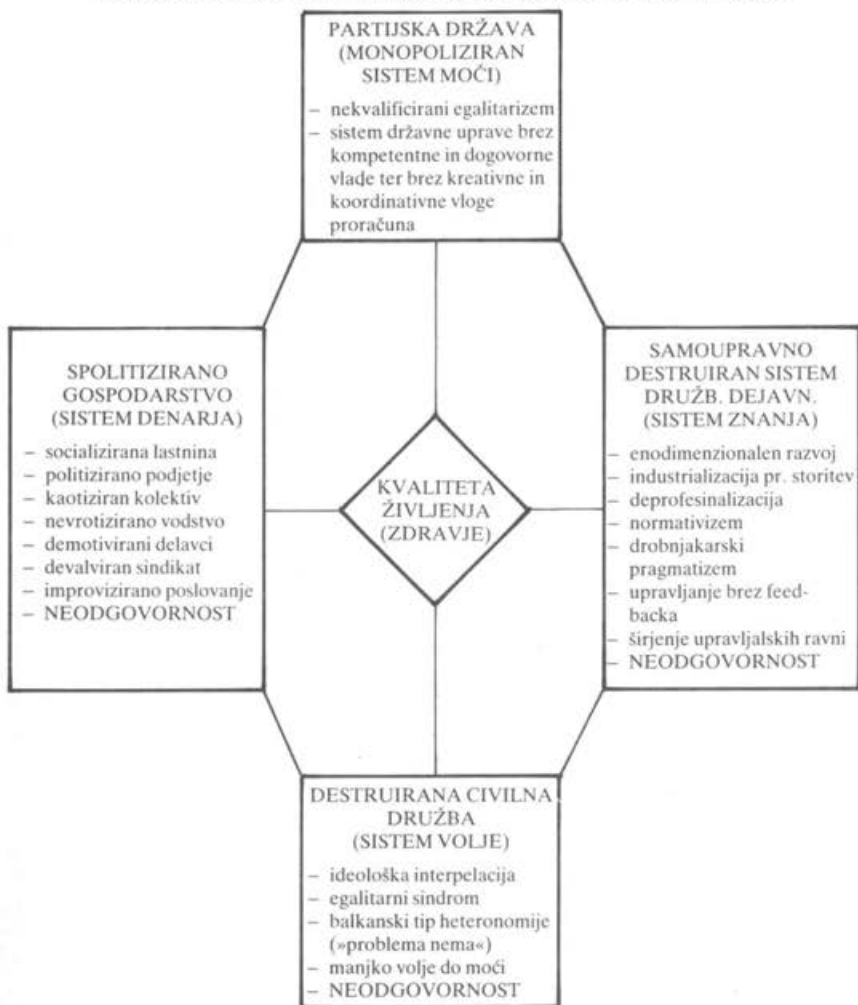 PARTIJSKA DRŽAVA
(MONOPOLIZIRAN
SISTEM MOČI)
– nekvalificirani egalitarizem
– sistem državne uprave brez
kompetentne in dogovorne
vlade ter brez kreativne in
koordinativne vloge
proračuna
SPOLITIZIRANO
GOSPODARSTVO
(SISTEM DENARJA)
– socializirana lastnina
– politizirano podjetje
– kaotiziran kolektiv
– nevrotizirano vodstvo
– demotivirani delavci
– devalviran sindikat
– improvizirano poslovanje
– NEODGOVORNOST
KVALITETA
ŽIVLJENJA
(ZDRAVJE)
SAMOUPRAVNO
DESTRUIRAN SISTEM
DRUŽB. DEJAVN.
(SISTEM ZNANJA)
– enodimenzionalen razvoj
– industrializacija pr. storitev
– deprofesinalizacija
– normativizem
– drobnjakarski
pragmatizem
– upravljanje brez feed-
backa
– širjenje upravljalskih ravni
– NEODGOVORNOST
DESTRUIRANA CIVILNA
DRUŽBA
(SISTEM VOLJE)
– ideološka interpelacija
– egalitarni sindrom
– balkanski tip heteronomije
(»problema nema«)
– manjko volje do moći
– NEODGOVORNOST